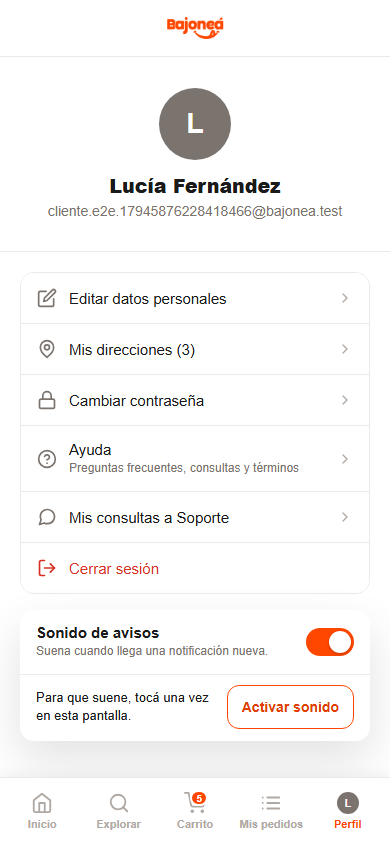 Bajoneá
L
Lucía Fernández
cliente.e2e.17945876228418466@bajonea.test
Editar datos personales
Mis direcciones (3)
Cambiar contraseña
Ayuda
Preguntas frecuentes, consultas y términos
Mis consultas a Soporte
Cerrar sesión
Sonido de avisos
Suena cuando llega una notificación nueva.
Para que suene, tocá una vez
en esta pantalla.
Activar sonido
5
L
Inicio
Explorar
Carrito
Mis pedidos
Perfil